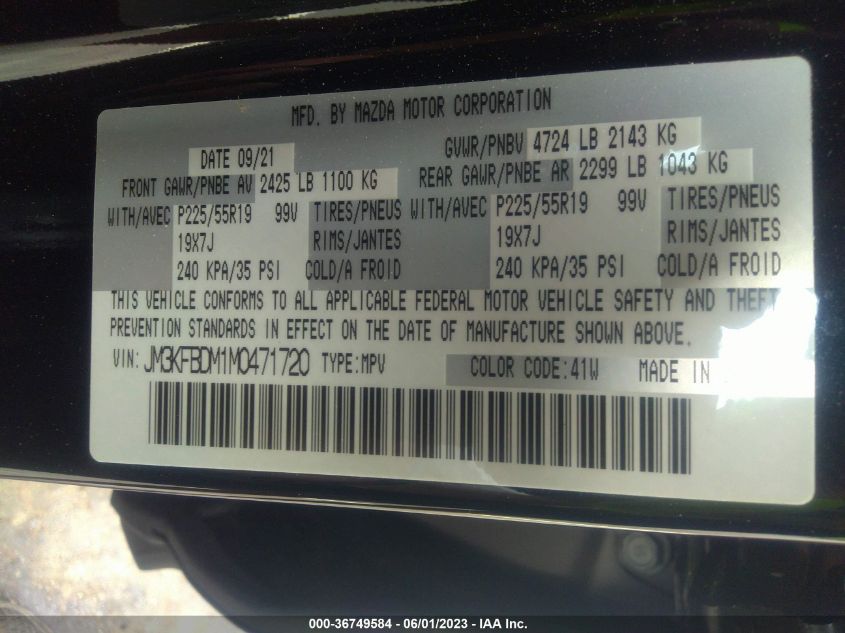 MFD. BY MAZDA MOTOR CORPORATION
DATE 09/21 GVWR/PNBV 4724 LB 2143 KG
FRONT GAWR/PNBE AV 2425 LB 1100 KG REAR GAWR/PNBE AR 2299 LB 1043 KG
WITH/AVEC P225/55R19 99V TIRES/PNEUS WITH/AVEC P225/55R19 99V TIRES/PNEUS
19X7J RIMS/JANTES 19X7J RIMS/JANTES
240 KPA/35 PSI COLD/A FROID 240 KPA/35 PSI COLD/A FROID
THIS VEHICLE CONFORMS TO ALL APPLICABLE FEDERAL MOTOR VEHICLE SAFETY AND THEFT
PREVENTION STANDARDS IN EFFECT ON THE DATE OF MANUFACTURE SHOWN ABOVE.
VIN: JM3KFBDM1M0471720 TYPE:MPV COLOR CODE:41W MADE IN
000-36749584 - 06/01/2023 - IAA Inc.